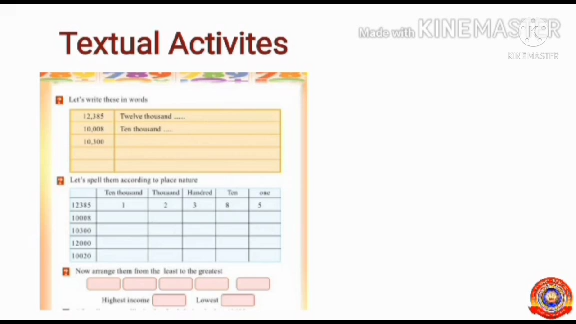 Made with KINEMASTER
KINEMASTER
Textual Activites
Let's write these in words
12,385 Twelve thousand ......
10,008 Ten thousand ....
10,300
Let's spell them according to place nature
Ten thousand Thousand Hundred Ten one
12385 1 2 3 8 5
10008
10300
12000
10020
Now arrange them from the least to the greatest
Highest income Lowest